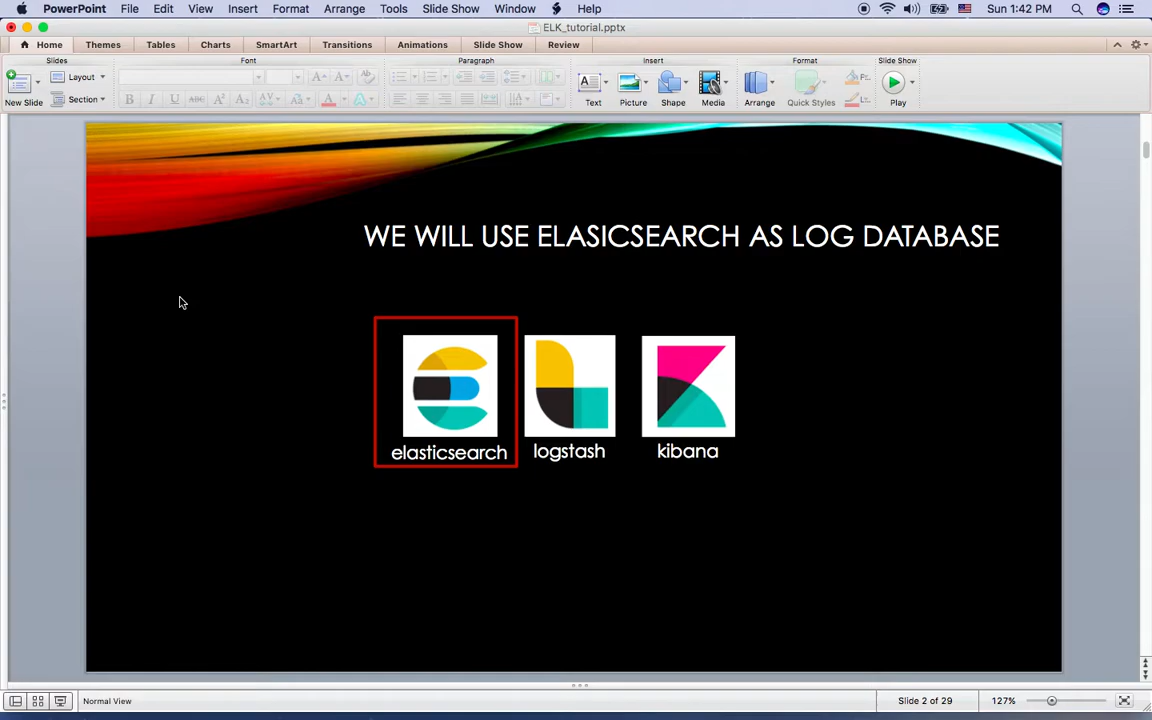 PowerPoint File Edit View Insert Format Arrange Tools Slide Show Window Help Sun 1:42 PM
ELK_tutorial.pptx
Home Themes Tables Charts SmartArt Transitions Animations Slide Show Review
Slides Font Paragraph Insert Format Slide Show
Layout
New Slide Section
Text Picture Shape Media Arrange Quick Styles Play
WE WILL USE ELASICSEARCH AS LOG DATABASE
elasticsearch logstash kibana
Normal View Slide 2 of 29 127%